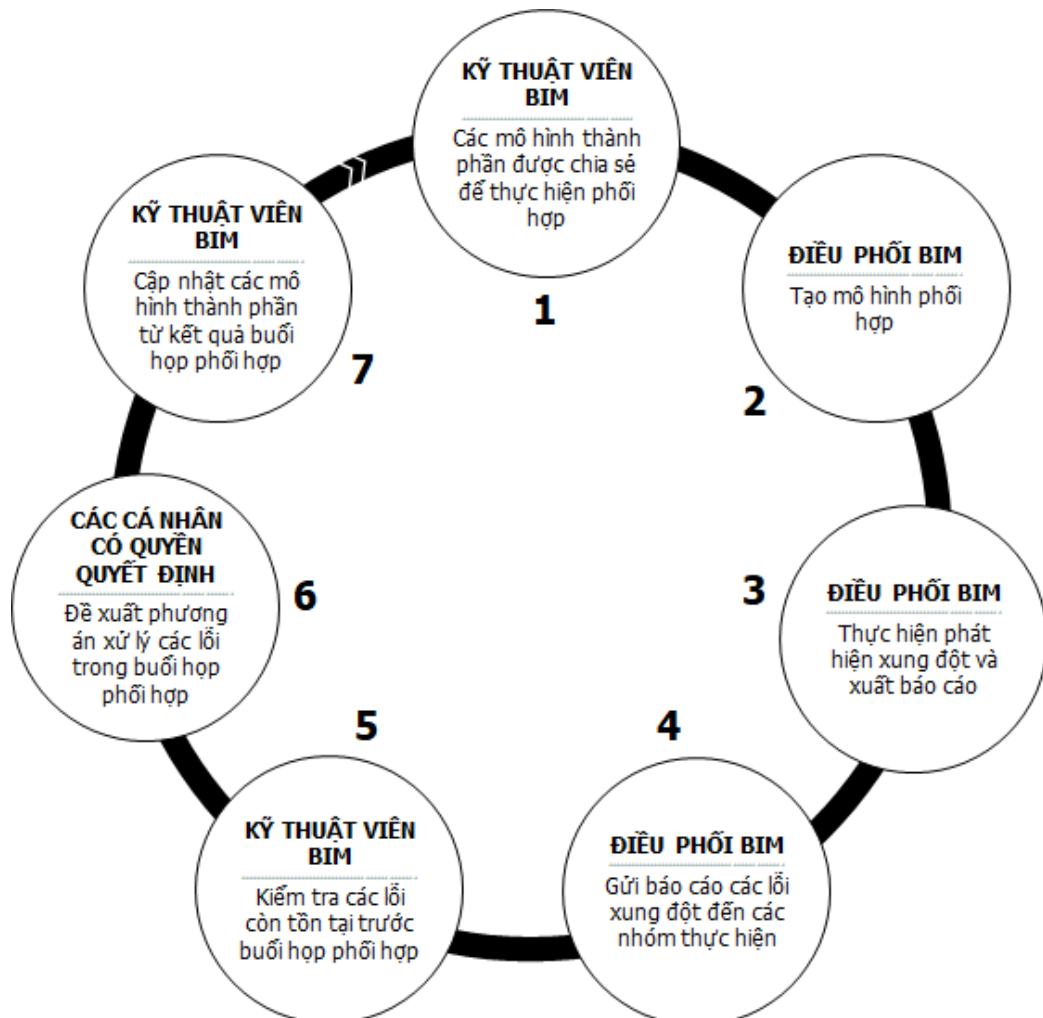 KỸ THUẬT VIÊN
BIM
Các mô hình thành
phần được chia sẻ
để thực hiện phối
hợp
1
ĐIỀU PHỐI BIM
Tạo mô hình phối
hợp
2
ĐIỀU PHỐI BIM
Thực hiện phát
hiện xung đột và
xuất báo cáo
3
ĐIỀU PHỐI BIM
Gửi báo cáo các lỗi
xung đột đến các
nhóm thực hiện
4
KỸ THUẬT VIÊN
BIM
Kiểm tra các lỗi
còn tồn tại trước
buổi họp phối hợp
5
CÁC CÁ NHÂN
CÓ QUYỀN
QUYẾT ĐỊNH
Đề xuất phương
án xử lý các lỗi
trong buổi họp
phối hợp
6
KỸ THUẬT VIÊN
BIM
Cập nhật các mô
hình thành phần
từ kết quả buổi
họp phối hợp
7